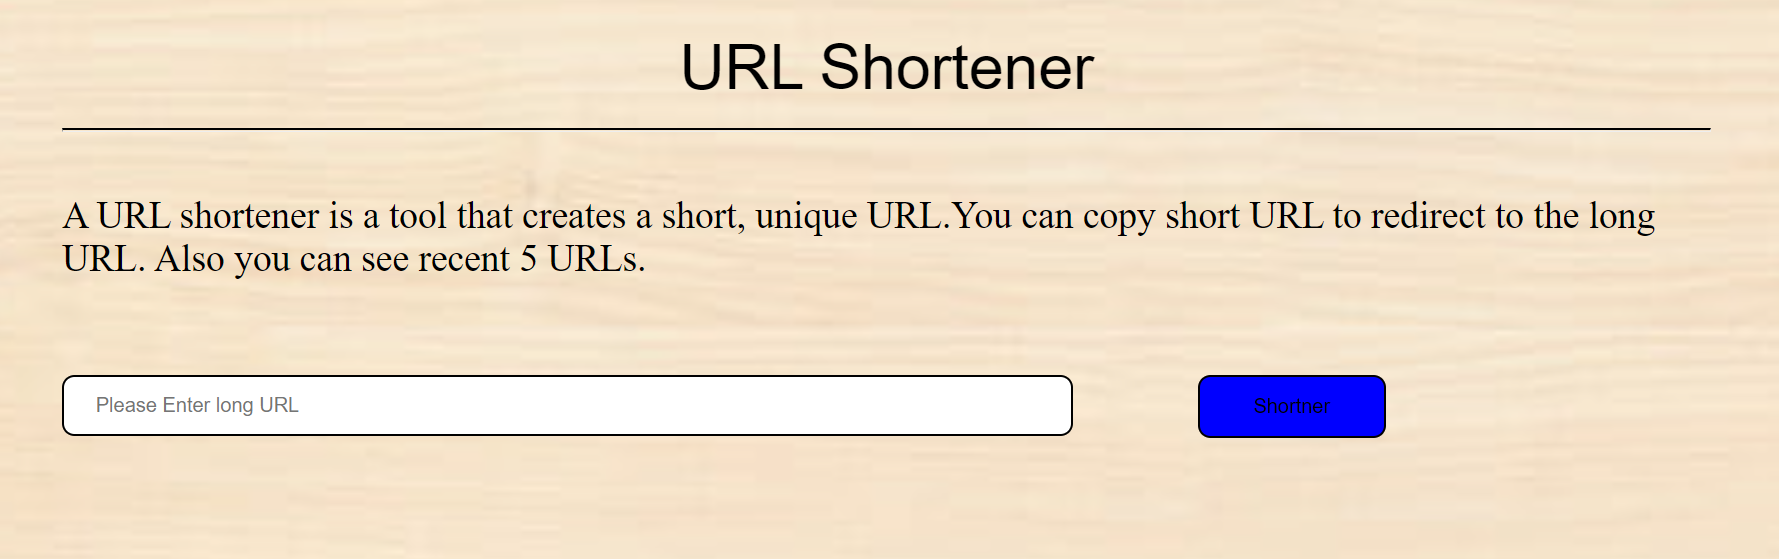 URL Shortener
A URL shortener is a tool that creates a short, unique URL.You can copy short URL to redirect to the long
URL. Also you can see recent 5 URLs.
Please Enter long URL
Shortner